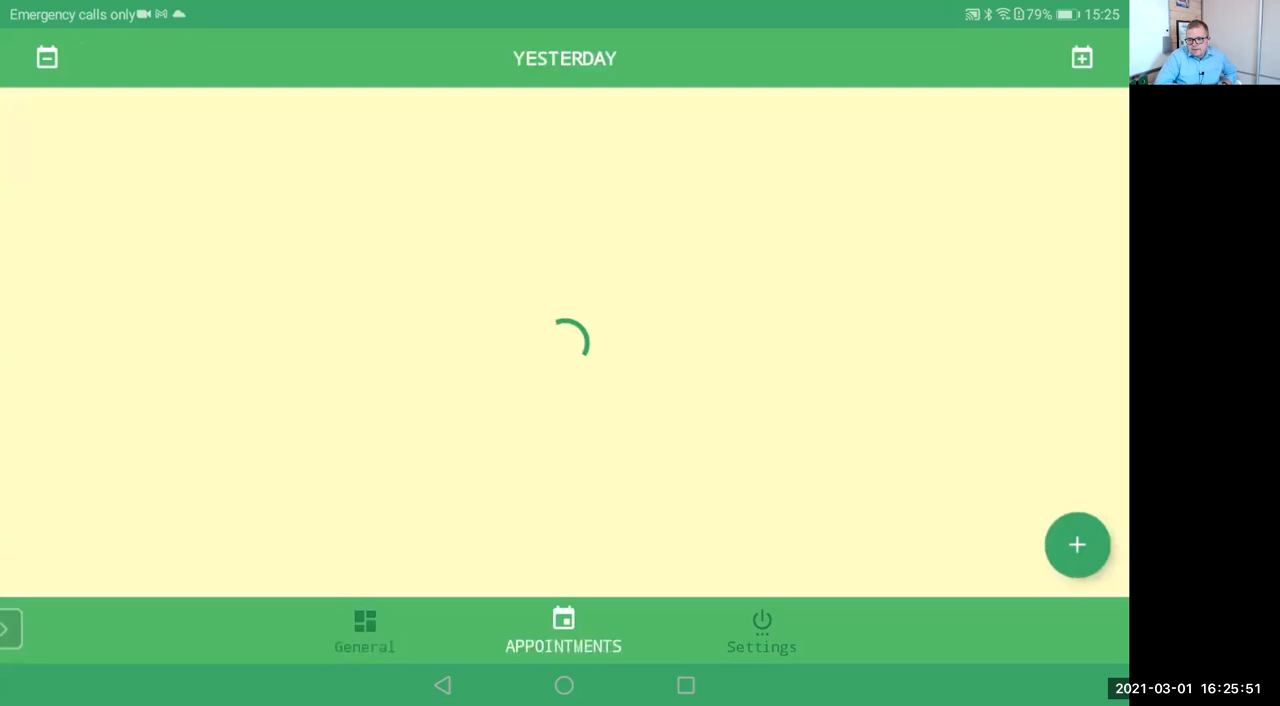 Emergency calls only
79% 15:25
YESTERDAY
General
APPOINTMENTS
Settings
2021-03-01 16:25:51